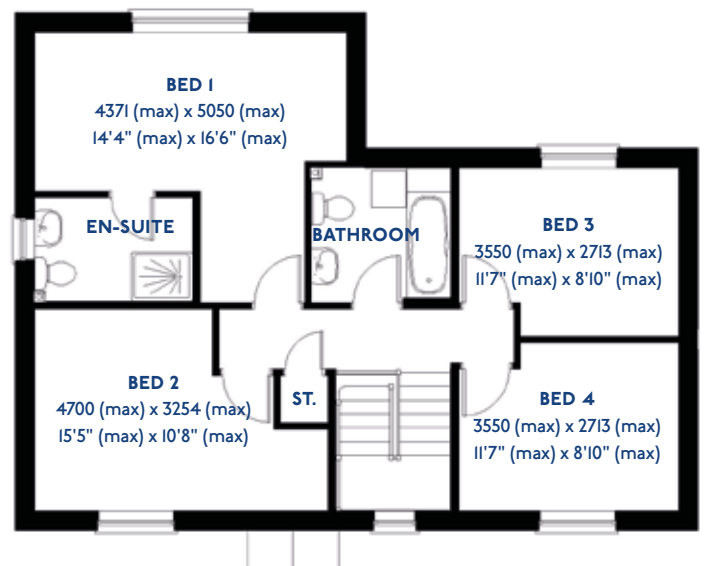 BED 1
4371 (max) x 5050 (max)
14'4" (max) x 16'6" (max)
EN-SUITE
BATHROOM
BED 3
3550 (max) x 2713 (max)
11'7" (max) x 8'10" (max)
BED 2
4700 (max) x 3254 (max)
15'5" (max) x 10'8" (max)
ST.
BED 4
3550 (max) x 2713 (max)
11'7" (max) x 8'10" (max)